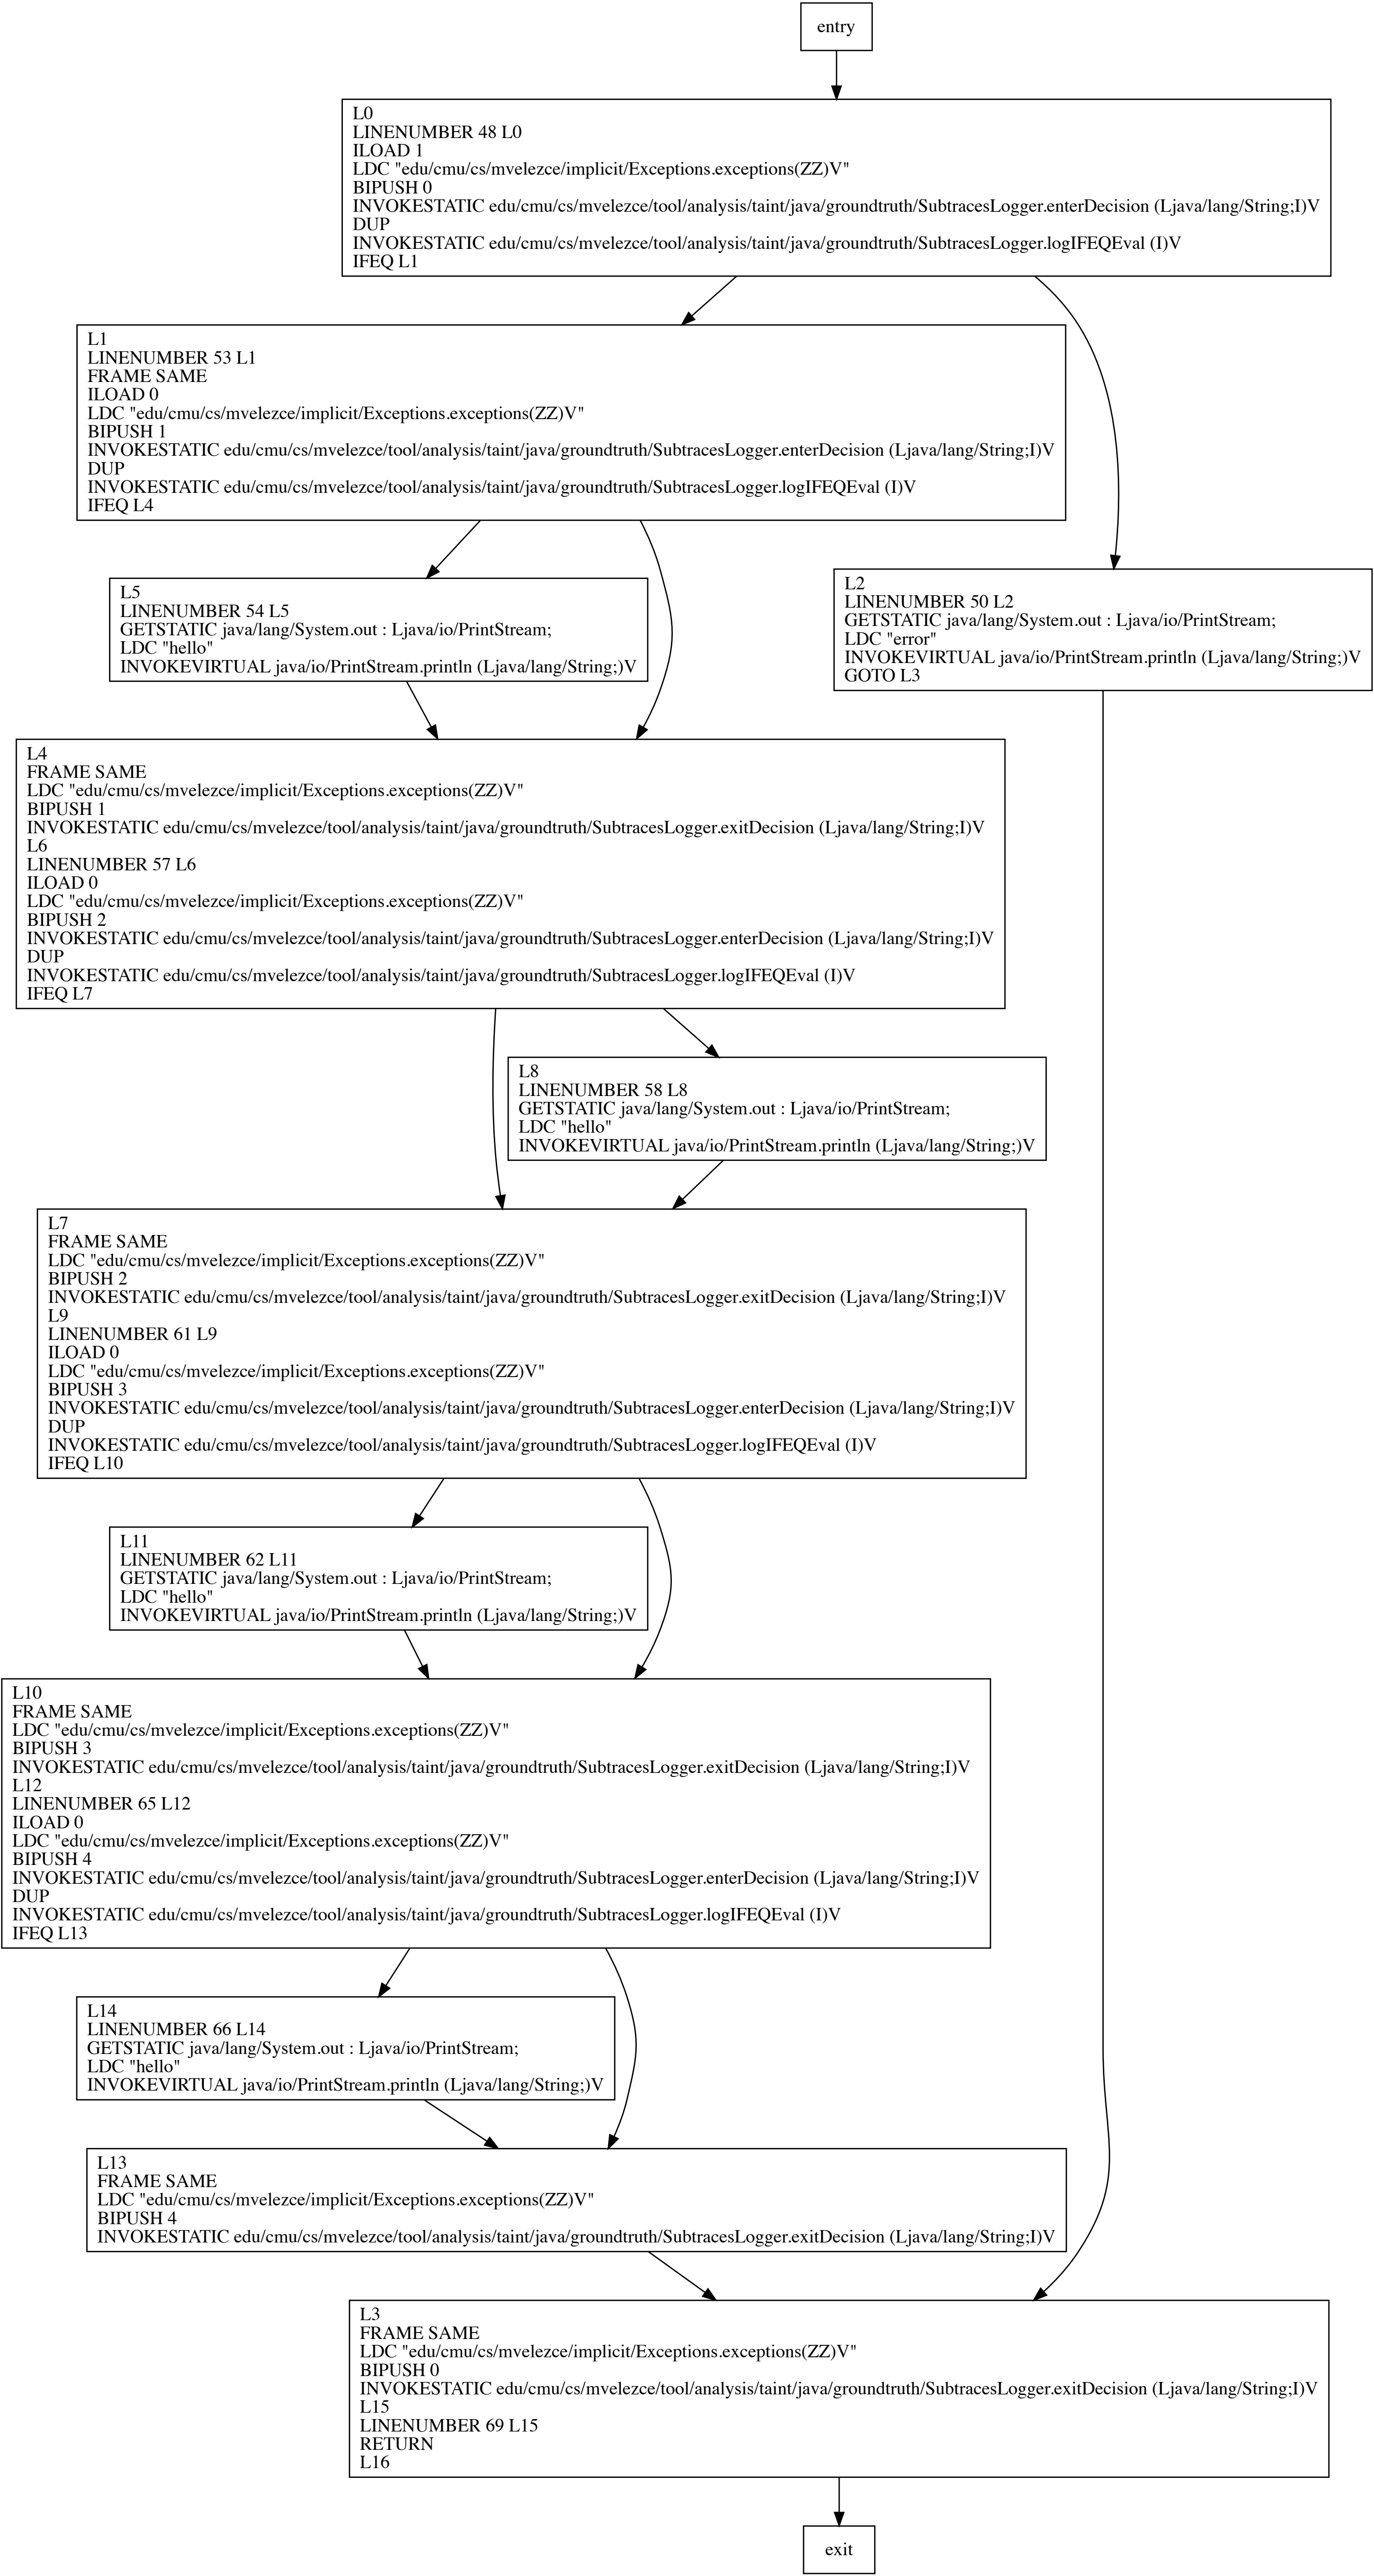 entry
L0
LINENUMBER 48 L0
ILOAD 1
LDC "edu/cmu/cs/mvelezce/implicit/Exceptions.exceptions(ZZ)V"
BIPUSH 0
INVOKESTATIC edu/cmu/cs/mvelezce/tool/analysis/taint/java/groundtruth/SubtracesLogger.enterDecision (Ljava/lang/String;I)V
DUP
INVOKESTATIC edu/cmu/cs/mvelezce/tool/analysis/taint/java/groundtruth/SubtracesLogger.logIFEQEval (I)V
IFEQ L1
L1
LINENUMBER 53 L1
FRAME SAME
ILOAD 0
LDC "edu/cmu/cs/mvelezce/implicit/Exceptions.exceptions(ZZ)V"
BIPUSH 1
INVOKESTATIC edu/cmu/cs/mvelezce/tool/analysis/taint/java/groundtruth/SubtracesLogger.enterDecision (Ljava/lang/String;I)V
DUP
INVOKESTATIC edu/cmu/cs/mvelezce/tool/analysis/taint/java/groundtruth/SubtracesLogger.logIFEQEval (I)V
IFEQ L4
L5
LINENUMBER 54 L5
GETSTATIC java/lang/System.out : Ljava/io/PrintStream;
LDC "hello"
INVOKEVIRTUAL java/io/PrintStream.println (Ljava/lang/String;)V
L2
LINENUMBER 50 L2
GETSTATIC java/lang/System.out : Ljava/io/PrintStream;
LDC "error"
INVOKEVIRTUAL java/io/PrintStream.println (Ljava/lang/String;)V
GOTO L3
L4
FRAME SAME
LDC "edu/cmu/cs/mvelezce/implicit/Exceptions.exceptions(ZZ)V"
BIPUSH 1
INVOKESTATIC edu/cmu/cs/mvelezce/tool/analysis/taint/java/groundtruth/SubtracesLogger.exitDecision (Ljava/lang/String;I)V
L6
LINENUMBER 57 L6
ILOAD 0
LDC "edu/cmu/cs/mvelezce/implicit/Exceptions.exceptions(ZZ)V"
BIPUSH 2
INVOKESTATIC edu/cmu/cs/mvelezce/tool/analysis/taint/java/groundtruth/SubtracesLogger.enterDecision (Ljava/lang/String;I)V
DUP
INVOKESTATIC edu/cmu/cs/mvelezce/tool/analysis/taint/java/groundtruth/SubtracesLogger.logIFEQEval (I)V
IFEQ L7
L8
LINENUMBER 58 L8
GETSTATIC java/lang/System.out : Ljava/io/PrintStream;
LDC "hello"
INVOKEVIRTUAL java/io/PrintStream.println (Ljava/lang/String;)V
L7
FRAME SAME
LDC "edu/cmu/cs/mvelezce/implicit/Exceptions.exceptions(ZZ)V"
BIPUSH 2
INVOKESTATIC edu/cmu/cs/mvelezce/tool/analysis/taint/java/groundtruth/SubtracesLogger.exitDecision (Ljava/lang/String;I)V
L9
LINENUMBER 61 L9
ILOAD 0
LDC "edu/cmu/cs/mvelezce/implicit/Exceptions.exceptions(ZZ)V"
BIPUSH 3
INVOKESTATIC edu/cmu/cs/mvelezce/tool/analysis/taint/java/groundtruth/SubtracesLogger.enterDecision (Ljava/lang/String;I)V
DUP
INVOKESTATIC edu/cmu/cs/mvelezce/tool/analysis/taint/java/groundtruth/SubtracesLogger.logIFEQEval (I)V
IFEQ L10
L11
LINENUMBER 62 L11
GETSTATIC java/lang/System.out : Ljava/io/PrintStream;
LDC "hello"
INVOKEVIRTUAL java/io/PrintStream.println (Ljava/lang/String;)V
L10
FRAME SAME
LDC "edu/cmu/cs/mvelezce/implicit/Exceptions.exceptions(ZZ)V"
BIPUSH 3
INVOKESTATIC edu/cmu/cs/mvelezce/tool/analysis/taint/java/groundtruth/SubtracesLogger.exitDecision (Ljava/lang/String;I)V
L12
LINENUMBER 65 L12
ILOAD 0
LDC "edu/cmu/cs/mvelezce/implicit/Exceptions.exceptions(ZZ)V"
BIPUSH 4
INVOKESTATIC edu/cmu/cs/mvelezce/tool/analysis/taint/java/groundtruth/SubtracesLogger.enterDecision (Ljava/lang/String;I)V
DUP
INVOKESTATIC edu/cmu/cs/mvelezce/tool/analysis/taint/java/groundtruth/SubtracesLogger.logIFEQEval (I)V
IFEQ L13
L14
LINENUMBER 66 L14
GETSTATIC java/lang/System.out : Ljava/io/PrintStream;
LDC "hello"
INVOKEVIRTUAL java/io/PrintStream.println (Ljava/lang/String;)V
L13
FRAME SAME
LDC "edu/cmu/cs/mvelezce/implicit/Exceptions.exceptions(ZZ)V"
BIPUSH 4
INVOKESTATIC edu/cmu/cs/mvelezce/tool/analysis/taint/java/groundtruth/SubtracesLogger.exitDecision (Ljava/lang/String;I)V
L3
FRAME SAME
LDC "edu/cmu/cs/mvelezce/implicit/Exceptions.exceptions(ZZ)V"
BIPUSH 0
INVOKESTATIC edu/cmu/cs/mvelezce/tool/analysis/taint/java/groundtruth/SubtracesLogger.exitDecision (Ljava/lang/String;I)V
L15
LINENUMBER 69 L15
RETURN
L16
exit